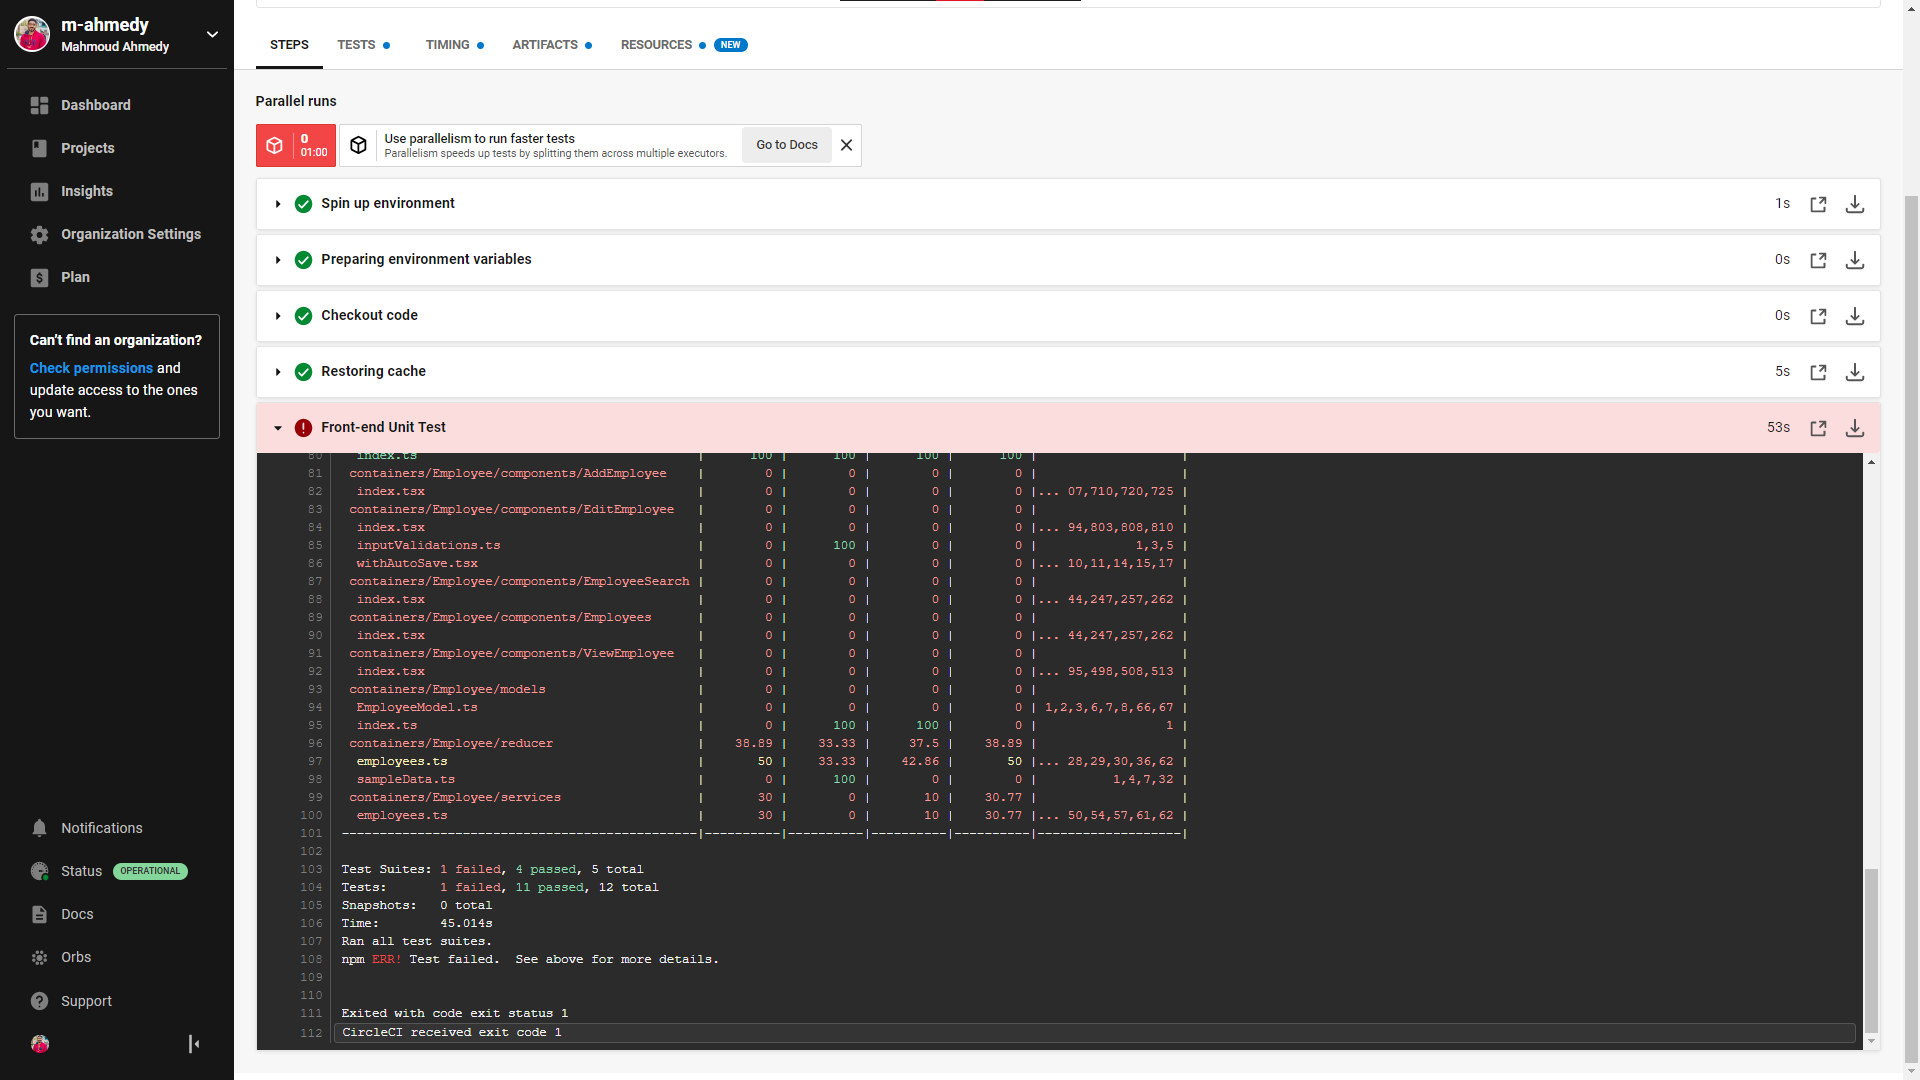 m-ahmedy
Mahmoud Ahmedy
Dashboard
Projects
Insights
Organization Settings
Plan
Can't find an organization?
Check permissions and
update access to the ones
you want.
Notifications
Status OPERATIONAL
Docs
Orbs
Support
STEPS TESTS TIMING ARTIFACTS RESOURCES NEW
Parallel runs
0
01:00
Use parallelism to run faster tests
Parallelism speeds up tests by splitting them across multiple executors.
Go to Docs
Spin up environment 1s
Preparing environment variables 0s
Checkout code 0s
Restoring cache 5s
Front-end Unit Test 53s
80 index.ts | 100 | 100 | 100 | 100 | |
81 containers/Employee/components/AddEmployee | 0 | 0 | 0 | 0 | |
82 index.tsx | 0 | 0 | 0 | 0 |... 07,710,720,725 |
83 containers/Employee/components/EditEmployee | 0 | 0 | 0 | 0 | |
84 index.tsx | 0 | 0 | 0 | 0 |... 94,803,808,810 |
85 inputValidations.ts | 0 | 100 | 0 | 0 | 1,3,5 |
86 withAutoSave.tsx | 0 | 0 | 0 | 0 |... 10,11,14,15,17 |
87 containers/Employee/components/EmployeeSearch | 0 | 0 | 0 | 0 | |
88 index.tsx | 0 | 0 | 0 | 0 |... 44,247,257,262 |
89 containers/Employee/components/Employees | 0 | 0 | 0 | 0 | |
90 index.tsx | 0 | 0 | 0 | 0 |... 44,247,257,262 |
91 containers/Employee/components/ViewEmployee | 0 | 0 | 0 | 0 | |
92 index.tsx | 0 | 0 | 0 | 0 |... 95,498,508,513 |
93 containers/Employee/models | 0 | 0 | 0 | 0 | |
94 EmployeeModel.ts | 0 | 0 | 0 | 0 | 1,2,3,6,7,8,66,67 |
95 index.ts | 0 | 100 | 100 | 0 | 1 |
96 containers/Employee/reducer | 38.89 | 33.33 | 37.5 | 38.89 | |
97 employees.ts | 50 | 33.33 | 42.86 | 50 |... 28,29,30,36,62 |
98 sampleData.ts | 0 | 100 | 0 | 0 | 1,4,7,32 |
99 containers/Employee/services | 30 | 0 | 10 | 30.77 | |
100 employees.ts | 30 | 0 | 10 | 30.77 |... 50,54,57,61,62 |
101 -----------------------------------------------|----------|----------|----------|----------|-------------------|
102
103 Test Suites: 1 failed, 4 passed, 5 total
104 Tests: 1 failed, 11 passed, 12 total
105 Snapshots: 0 total
106 Time: 45.014s
107 Ran all test suites.
108 npm ERR! Test failed. See above for more details.
109
110
111 Exited with code exit status 1
112 CircleCI received exit code 1